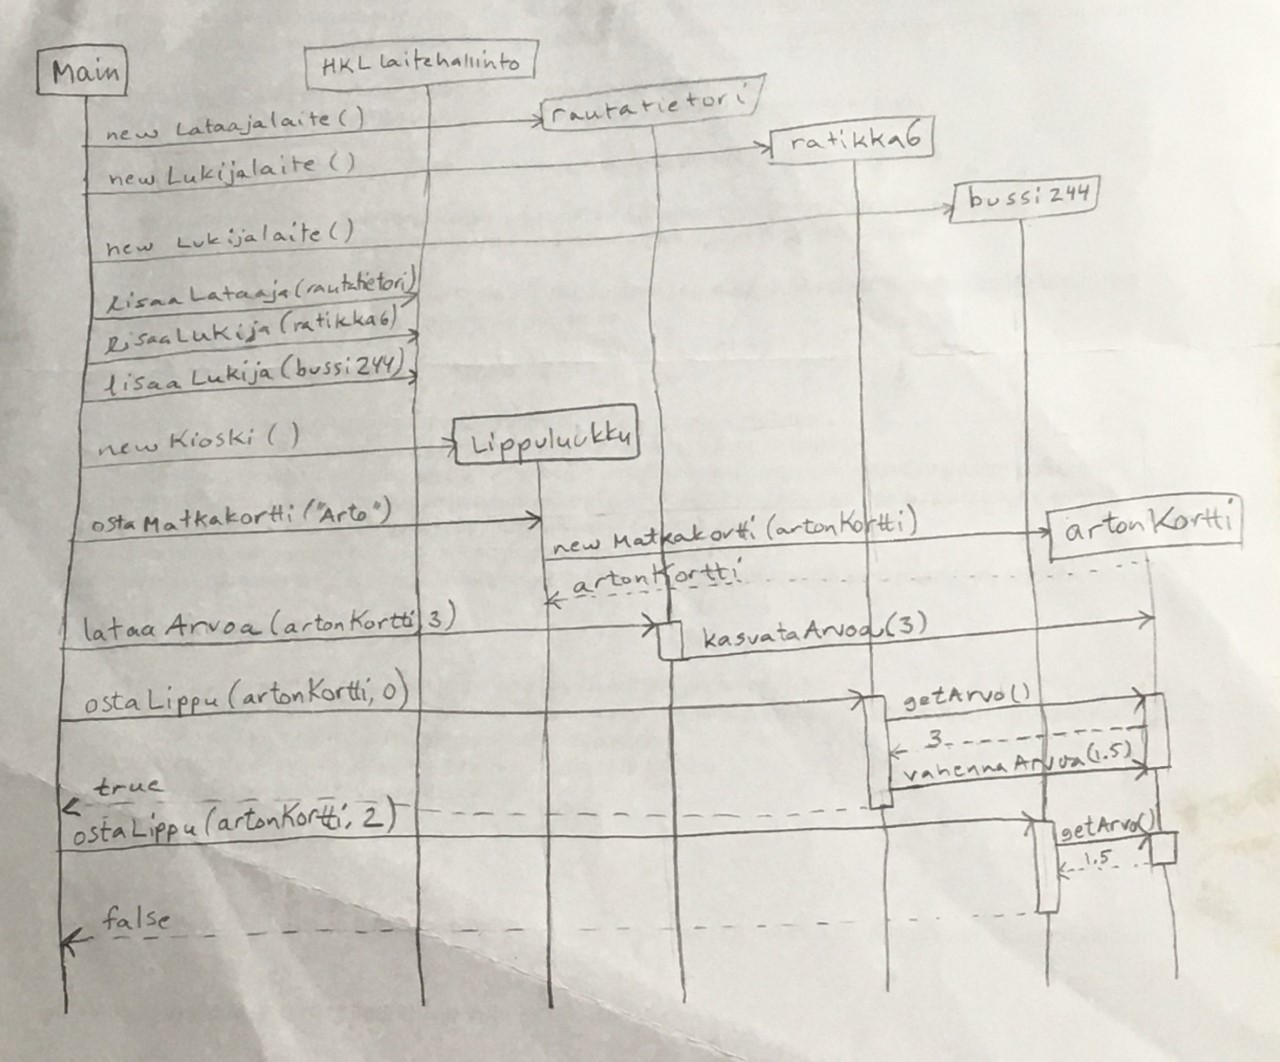 Main
HKLLaitehallinto
rautatietori
new Lataajalaite()
ratikka6
new Lukijalaite()
bussi244
new Lukijalaite()
lisaaLataaja(rautatietori)
lisaaLukija(ratikka6)
lisaaLukija(bussi244)
new Kioski()
Lippuluukku
ostaMatkakortti("Arto")
artonKortti
new Matkakortti(artonKortti)
artonKortti
lataaArvoa(artonKortti, 3)
kasvataArvoa(3)
ostaLippu(artonKortti, 0)
getArvo()
3
vahennaArvoa(1.5)
true
ostaLippu(artonKortti, 2)
getArvo()
1.5
false